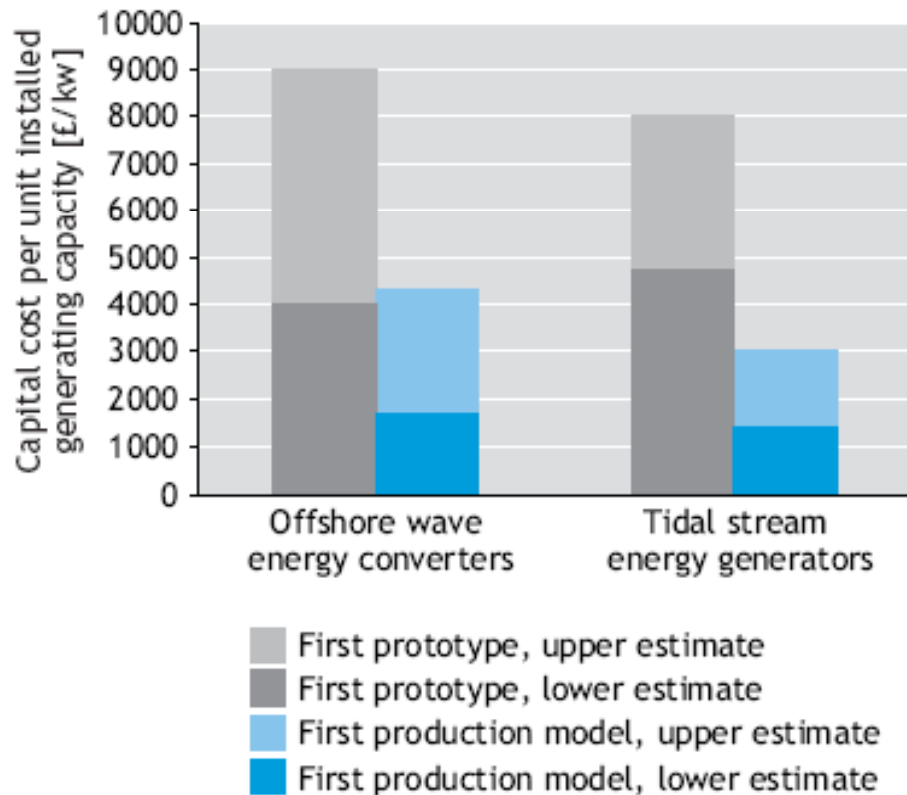 Capital cost per unit installed
generating capacity [£/kw]
10000
9000
8000
7000
6000
5000
4000
3000
2000
1000
0
Offshore wave
energy converters
Tidal stream
energy generators
First prototype, upper estimate
First prototype, lower estimate
First production model, upper estimate
First production model, lower estimate